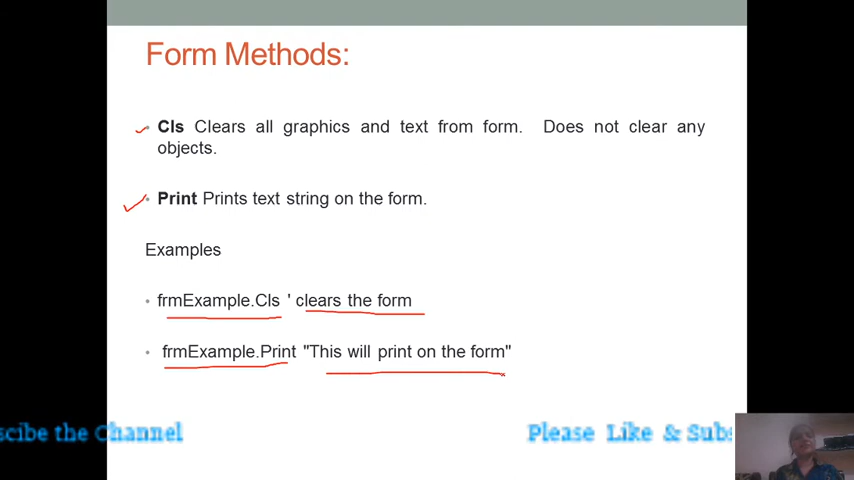 Form Methods:
• Cls Clears all graphics and text from form. Does not clear any
objects.
• Print Prints text string on the form.
Examples
• frmExample.Cls ' clears the form
• frmExample.Print "This will print on the form"
scibe the Channel
Please Like & Subs